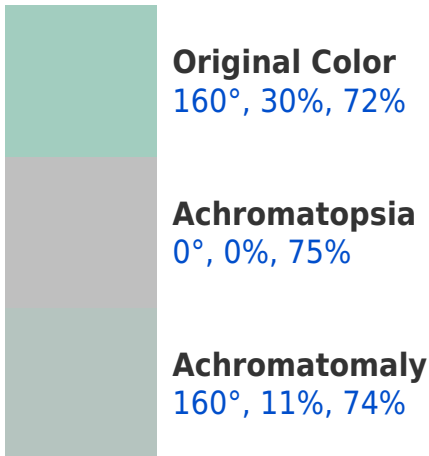 Original Color
160°, 30%, 72%
Achromatopsia
0°, 0%, 75%
Achromatomaly
160°, 11%, 74%